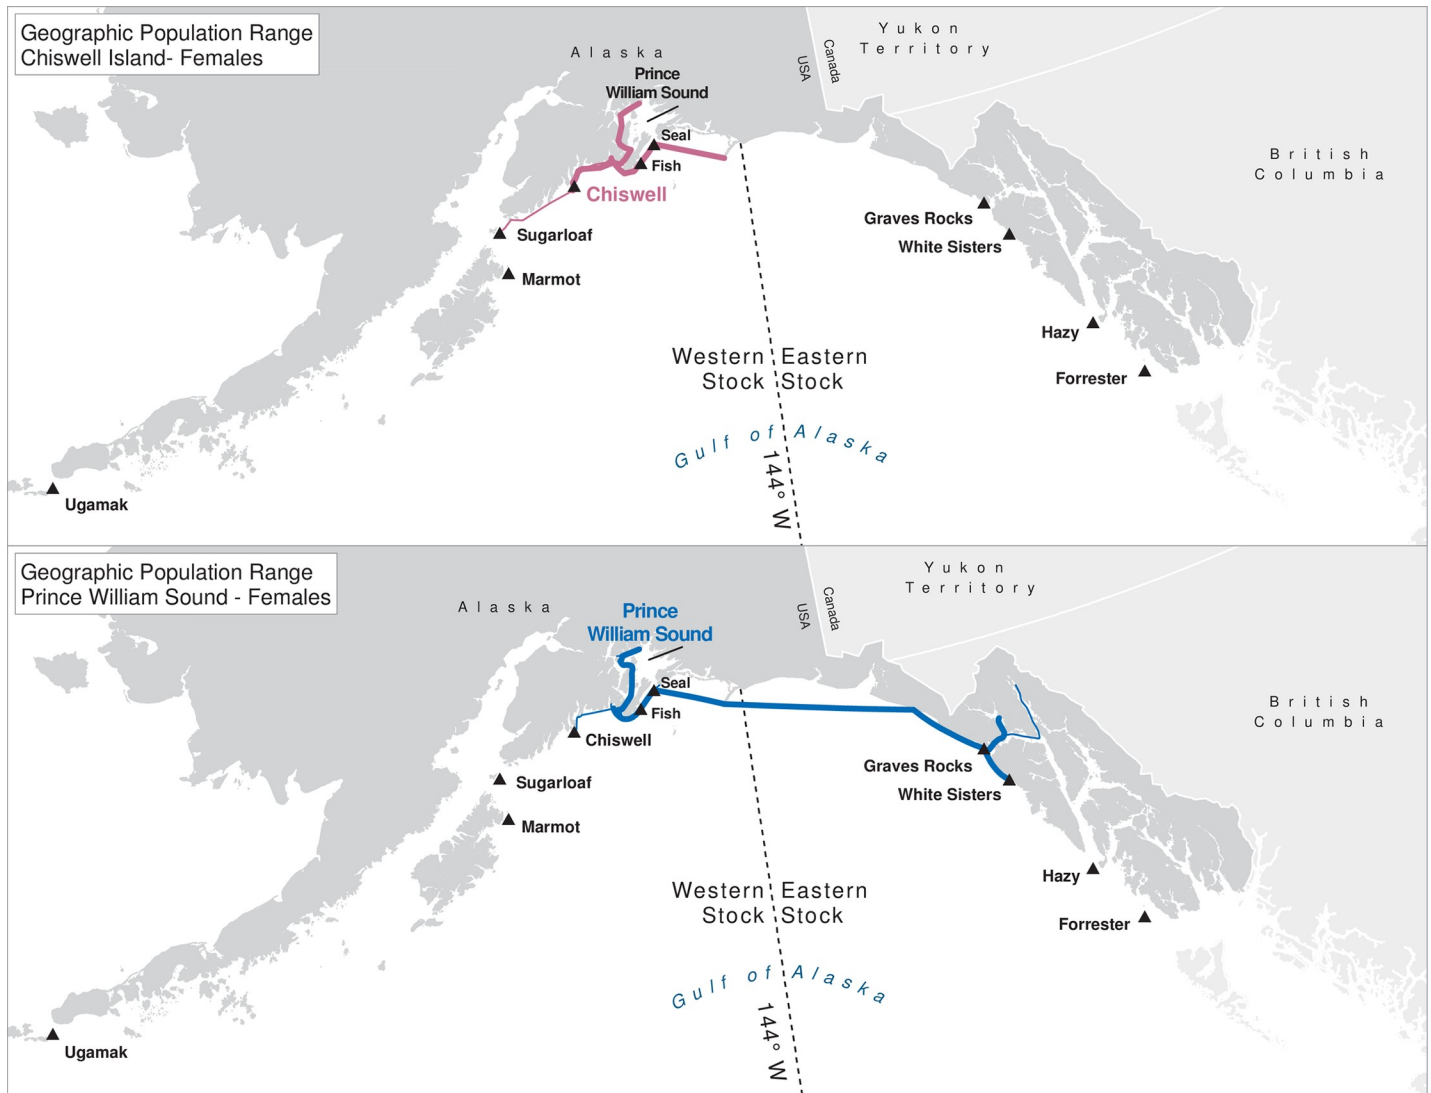 Geographic Population Range
Chiswell Island- Females
Alaska
Prince
William Sound
USA
Canada
Yukon
Territory
British
Columbia
Seal
Fish
Chiswell
Sugarloaf
Marmot
Graves Rocks
White Sisters
Hazy
Forrester
Western Eastern
Stock Stock
Gulf of Alaska
144° W
Ugamak
Geographic Population Range
Prince William Sound - Females
Alaska
Prince
William Sound
USA
Canada
Yukon
Territory
British
Columbia
Seal
Fish
Chiswell
Sugarloaf
Marmot
Graves Rocks
White Sisters
Hazy
Forrester
Western Eastern
Stock Stock
Gulf of Alaska
144° W
Ugamak